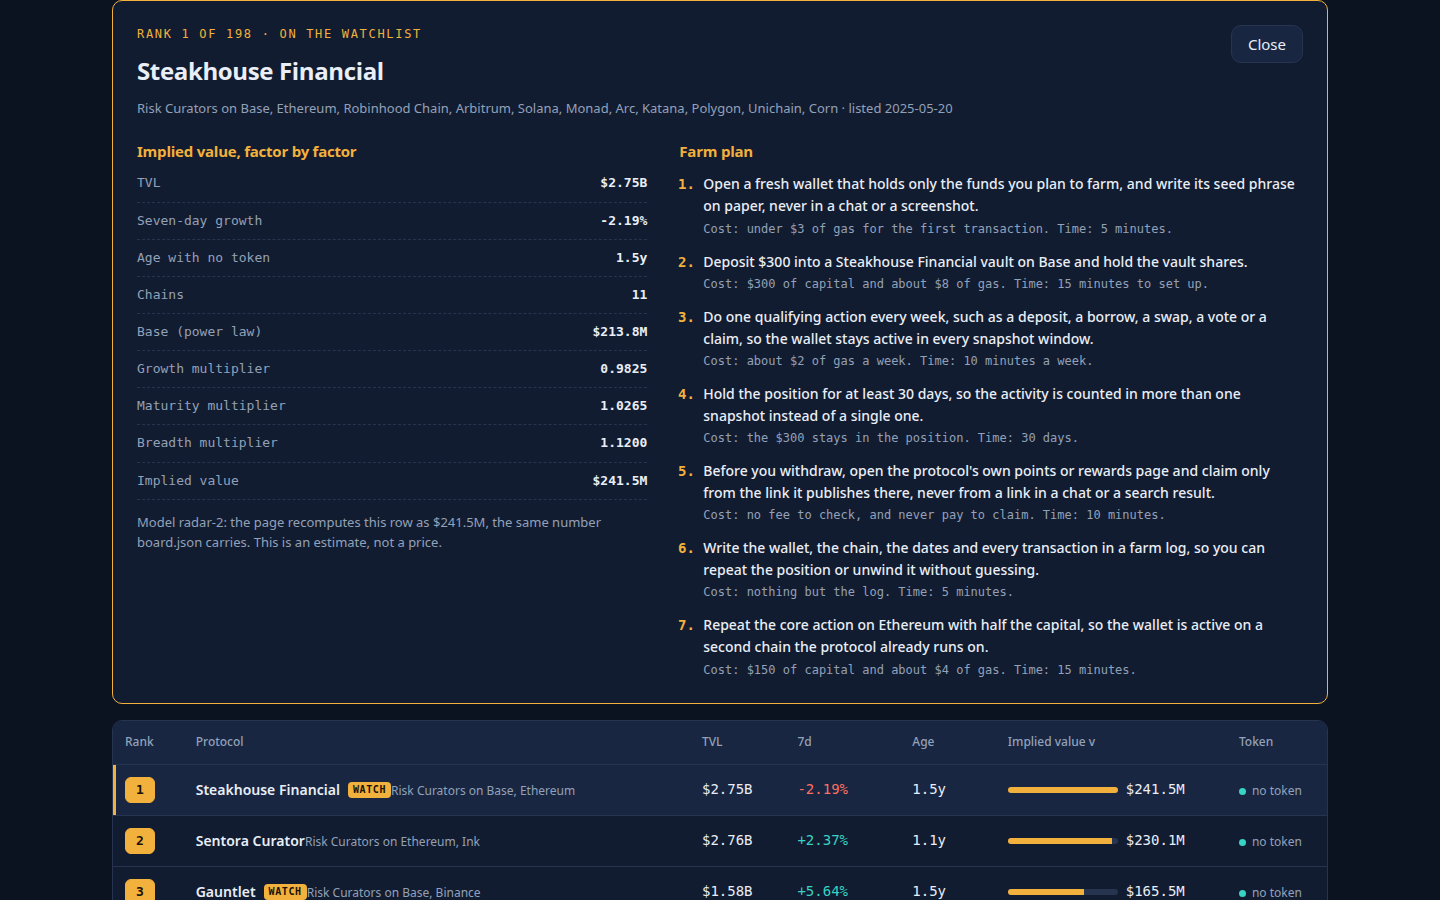 RANK 1 OF 198 · ON THE WATCHLIST
Close
Steakhouse Financial
Risk Curators on Base, Ethereum, Robinhood Chain, Arbitrum, Solana, Monad, Arc, Katana, Polygon, Unichain, Corn · listed 2025-05-20
Implied value, factor by factor
TVL $2.75B
Seven-day growth -2.19%
Age with no token 1.5y
Chains 11
Base (power law) $213.8M
Growth multiplier 0.9825
Maturity multiplier 1.0265
Breadth multiplier 1.1200
Implied value $241.5M
Model radar-2: the page recomputes this row as $241.5M, the same number
board.json carries. This is an estimate, not a price.
Farm plan
1. Open a fresh wallet that holds only the funds you plan to farm, and write its seed phrase
on paper, never in a chat or a screenshot.
Cost: under $3 of gas for the first transaction. Time: 5 minutes.
2. Deposit $300 into a Steakhouse Financial vault on Base and hold the vault shares.
Cost: $300 of capital and about $8 of gas. Time: 15 minutes to set up.
3. Do one qualifying action every week, such as a deposit, a borrow, a swap, a vote or a
claim, so the wallet stays active in every snapshot window.
Cost: about $2 of gas a week. Time: 10 minutes a week.
4. Hold the position for at least 30 days, so the activity is counted in more than one
snapshot instead of a single one.
Cost: the $300 stays in the position. Time: 30 days.
5. Before you withdraw, open the protocol's own points or rewards page and claim only
from the link it publishes there, never from a link in a chat or a search result.
Cost: no fee to check, and never pay to claim. Time: 10 minutes.
6. Write the wallet, the chain, the dates and every transaction in a farm log, so you can
repeat the position or unwind it without guessing.
Cost: nothing but the log. Time: 5 minutes.
7. Repeat the core action on Ethereum with half the capital, so the wallet is active on a
second chain the protocol already runs on.
Cost: $150 of capital and about $4 of gas. Time: 15 minutes.
Rank Protocol TVL 7d Age Implied value v Token
1 Steakhouse Financial WATCH Risk Curators on Base, Ethereum $2.75B -2.19% 1.5y $241.5M no token
2 Sentora Curator Risk Curators on Ethereum, Ink $2.76B +2.37% 1.1y $230.1M no token
3 Gauntlet WATCH Risk Curators on Base, Binance $1.58B +5.64% 1.5y $165.5M no token